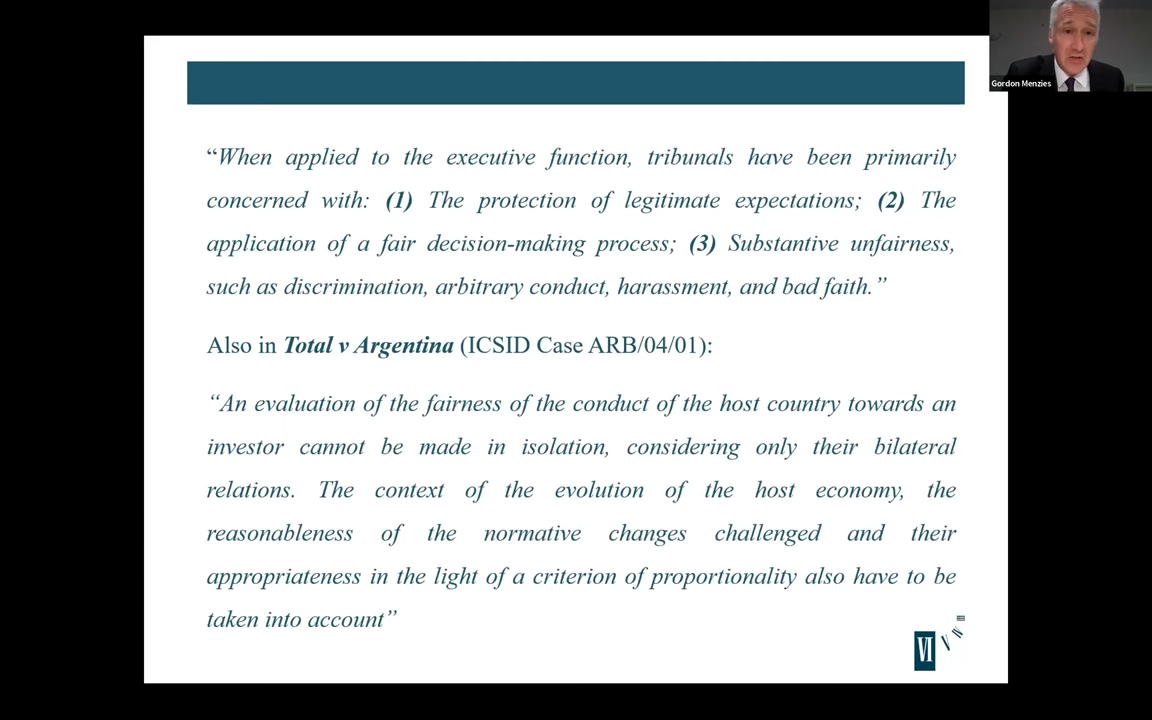 Gordon Menzies
“When applied to the executive function, tribunals have been primarily
concerned with: (1) The protection of legitimate expectations; (2) The
application of a fair decision-making process; (3) Substantive unfairness,
such as discrimination, arbitrary conduct, harassment, and bad faith.”
Also in Total v Argentina (ICSID Case ARB/04/01):
“An evaluation of the fairness of the conduct of the host country towards an
investor cannot be made in isolation, considering only their bilateral
relations. The context of the evolution of the host economy, the
reasonableness of the normative changes challenged and their
appropriateness in the light of a criterion of proportionality also have to be
taken into account”
VI